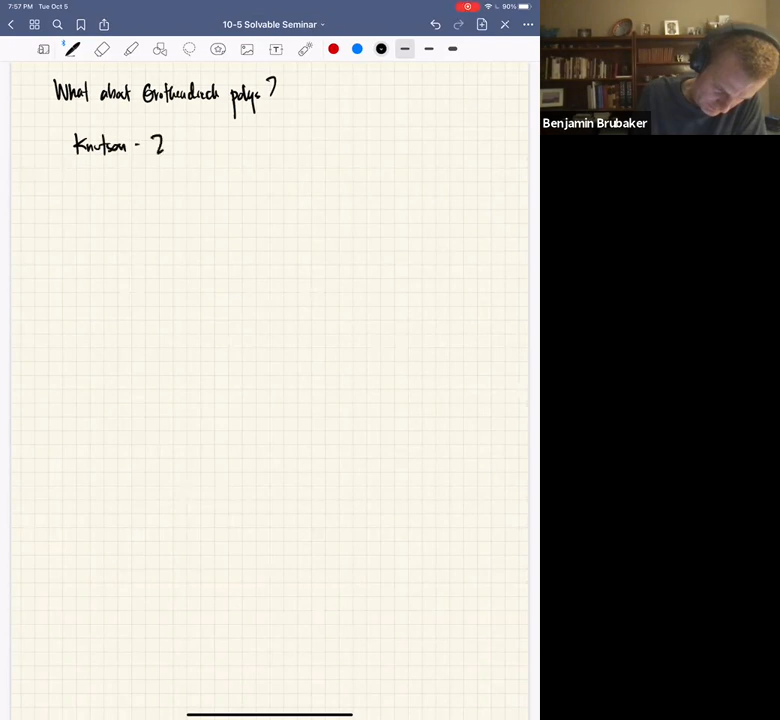 7:57 PM Tue Oct 5
90%
10-5 Solvable Seminar
What about Grothendieck polys?
Knutson - Z
Benjamin Brubaker